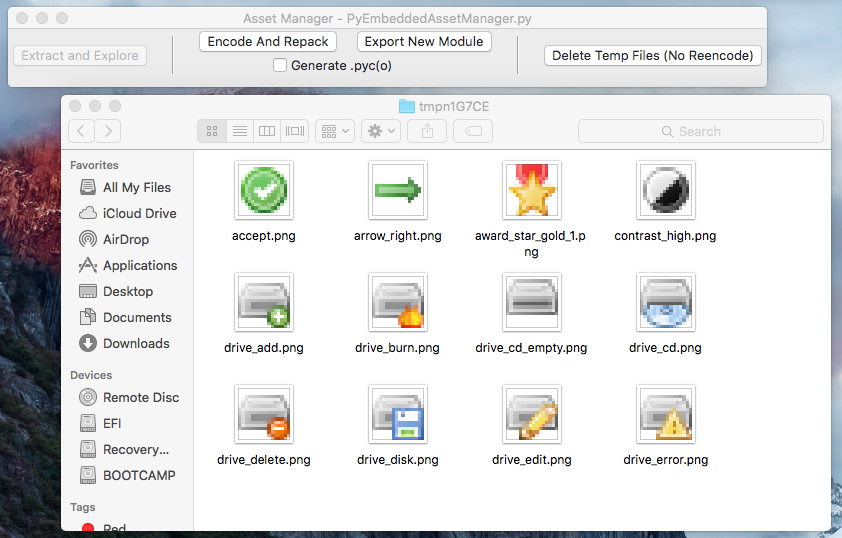 Asset Manager - PyEmbeddedAssetManager.py
Extract and Explore
Encode And Repack
Export New Module
Generate .pyc(o)
Delete Temp Files (No Reencode)
tmpn1G7CE
Search
Favorites
All My Files
iCloud Drive
AirDrop
Applications
Desktop
Documents
Downloads
Devices
Remote Disc
EFI
Recovery...
BOOTCAMP
Tags
Red
accept.png
arrow_right.png
award_star_gold_1.p
ng
contrast_high.png
drive_add.png
drive_burn.png
drive_cd_empty.png
drive_cd.png
drive_delete.png
drive_disk.png
drive_edit.png
drive_error.png